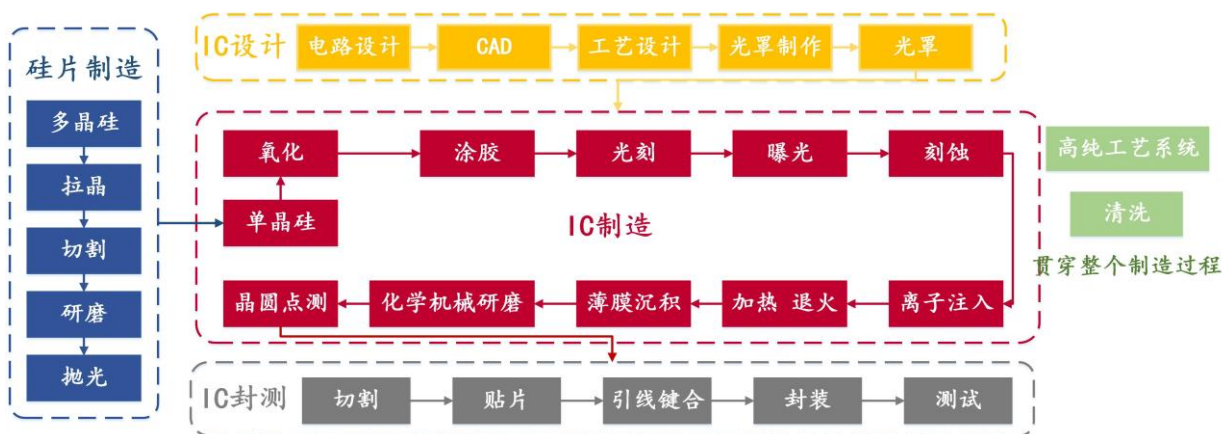 硅片制造
多晶硅
拉晶
切割
研磨
抛光
IC设计
电路设计
CAD
工艺设计
光罩制作
光罩
氧化
涂胶
光刻
曝光
刻蚀
单晶硅
IC制造
晶圆点测
化学机械研磨
薄膜沉积
加热 退火
离子注入
高纯工艺系统
清洗
贯穿整个制造过程
IC封测
切割
贴片
引线键合
封装
测试